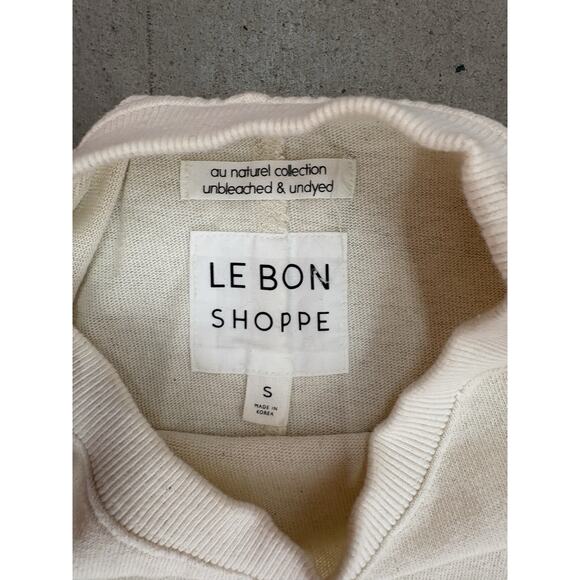 au naturel collection
unbleached & undyed
LE BON
SHOPPE
S
MADE IN
KOREA